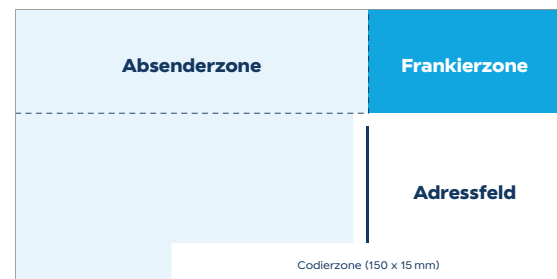 Absenderzone
Frankierzone
Adressfeld
Codierzone (150 x 15 mm)